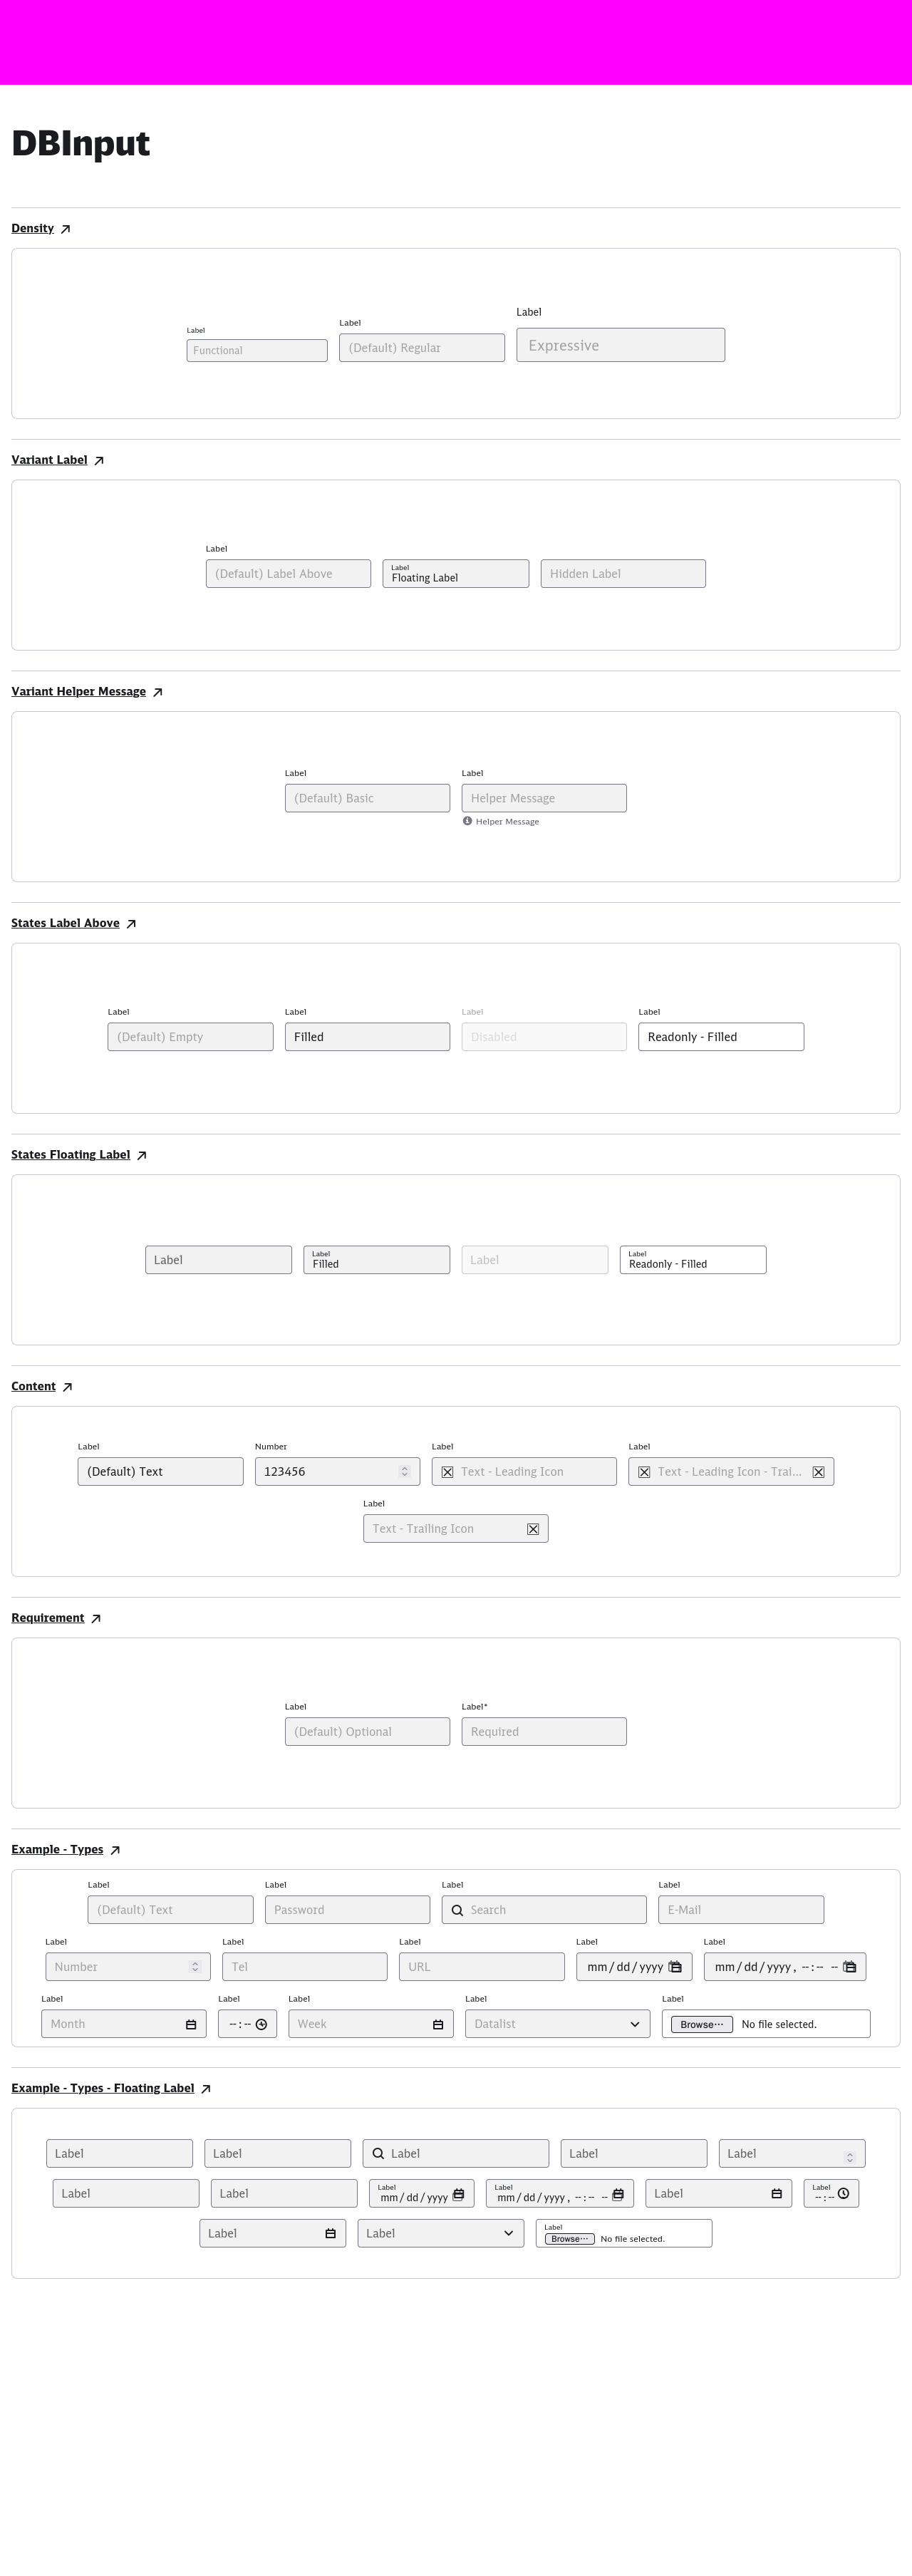 DBInput
Density
Label
Label
Label
Functional
(Default) Regular
Expressive
Variant Label
Label
(Default) Label Above
Label
Floating Label
Hidden Label
Variant Helper Message
Label
Label
(Default) Basic
Helper Message
Helper Message
States Label Above
Label
Label
Label
Label
(Default) Empty
Filled
Disabled
Readonly - Filled
States Floating Label
Label
Label
Filled
Label
Label
Readonly - Filled
Content
Label
Number
Label
Label
(Default) Text
123456
Text - Leading Icon
Text - Leading Icon - Trai...
Label
Text - Trailing Icon
Requirement
Label
Label*
(Default) Optional
Required
Example - Types
Label
Label
Label
Label
(Default) Text
Password
Search
E-Mail
Label
Label
Label
Label
Label
Number
Tel
URL
mm/dd/yyyy
mm/dd/yyyy, --:-- --
Label
Label
Label
Label
Label
Month
--:--
Week
Datalist
Browse...
No file selected.
Example - Types - Floating Label
Label
Label
Label
Label
Label
Label
Label
Label
mm/dd/yyyy
Label
mm/dd/yyyy, --:-- --
Label
Label
--:--
Label
Label
Label
Browse...
No file selected.